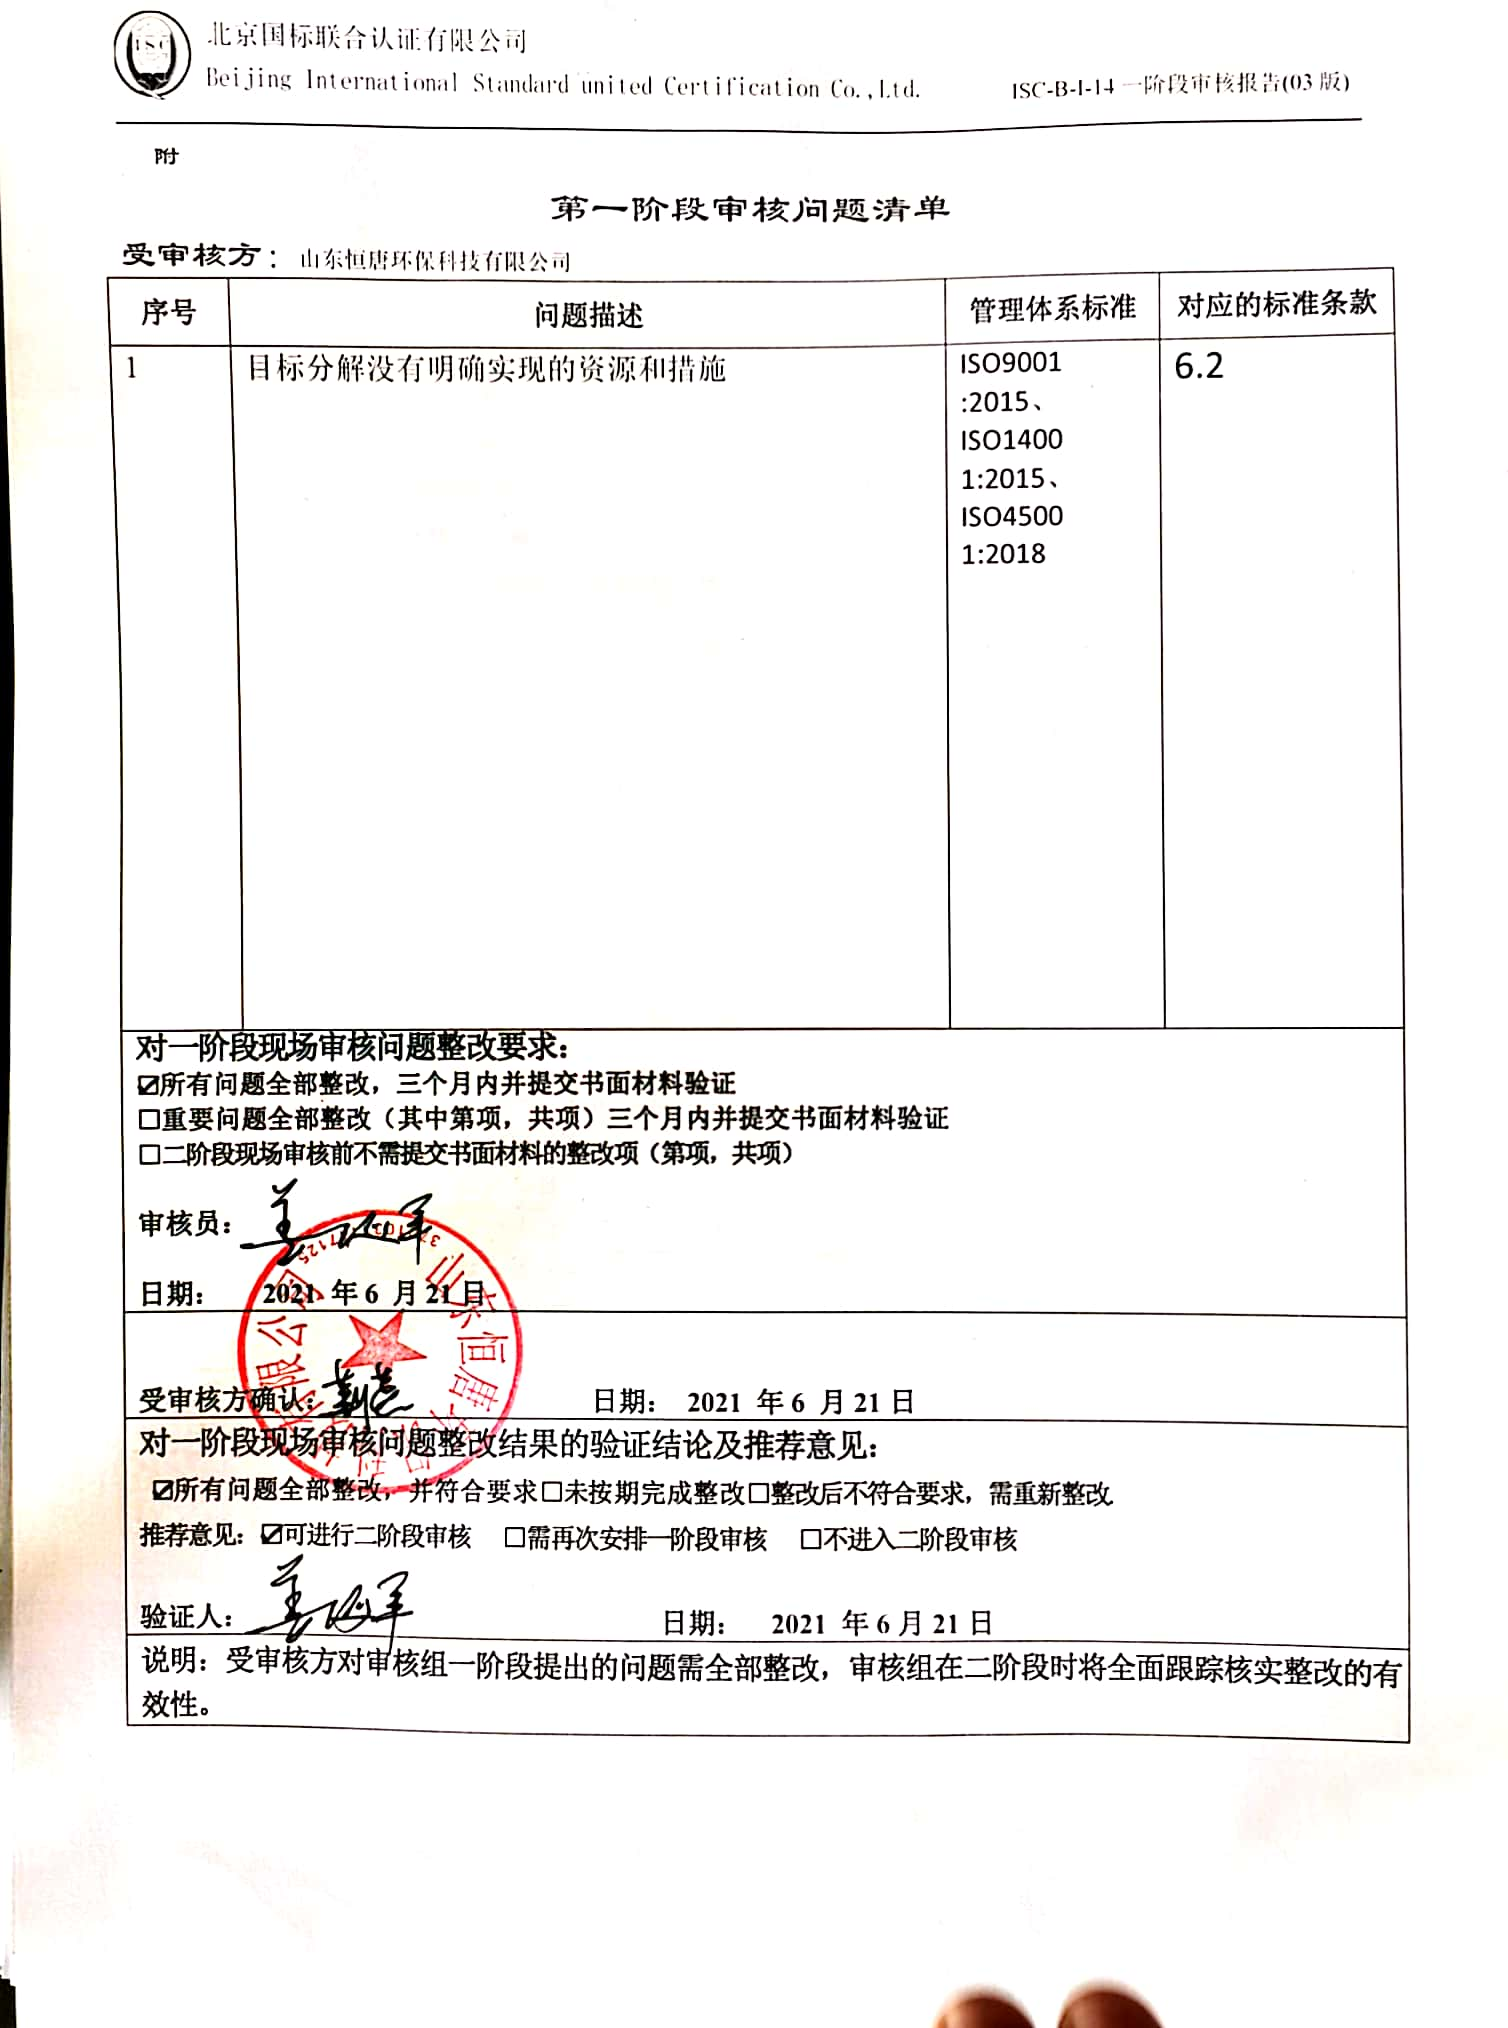 ISC
北京国标联合认证有限公司
Beijing International Standard united Certification Co.,Ltd.
ISC-B-I-14 一阶段审核报告(03 版)
附
第一阶段审核问题清单
受审核方：山东恒唐环保科技有限公司
序号 问题描述 管理体系标准 对应的标准条款
1 目标分解没有明确实现的资源和措施 ISO9001 6.2
:2015、
ISO1400
1:2015、
ISO4500
1:2018
对一阶段现场审核问题整改要求：
☑所有问题全部整改，三个月内并提交书面材料验证
□重要问题全部整改（其中第项，共项）三个月内并提交书面材料验证
□二阶段现场审核前不需提交书面材料的整改项（第项，共项）
审核员：
日期： 2021 年 6 月 21 日
受审核方确认： 日期： 2021 年 6 月 21 日
对一阶段现场审核问题整改结果的验证结论及推荐意见：
☑所有问题全部整改，并符合要求□未按期完成整改□整改后不符合要求，需重新整改.
推荐意见：☑可进行二阶段审核 □需再次安排一阶段审核 □不进入二阶段审核
验证人： 日期： 2021 年 6 月 21 日
说明：受审核方对审核组一阶段提出的问题需全部整改，审核组在二阶段时将全面跟踪核实整改的有
效性。